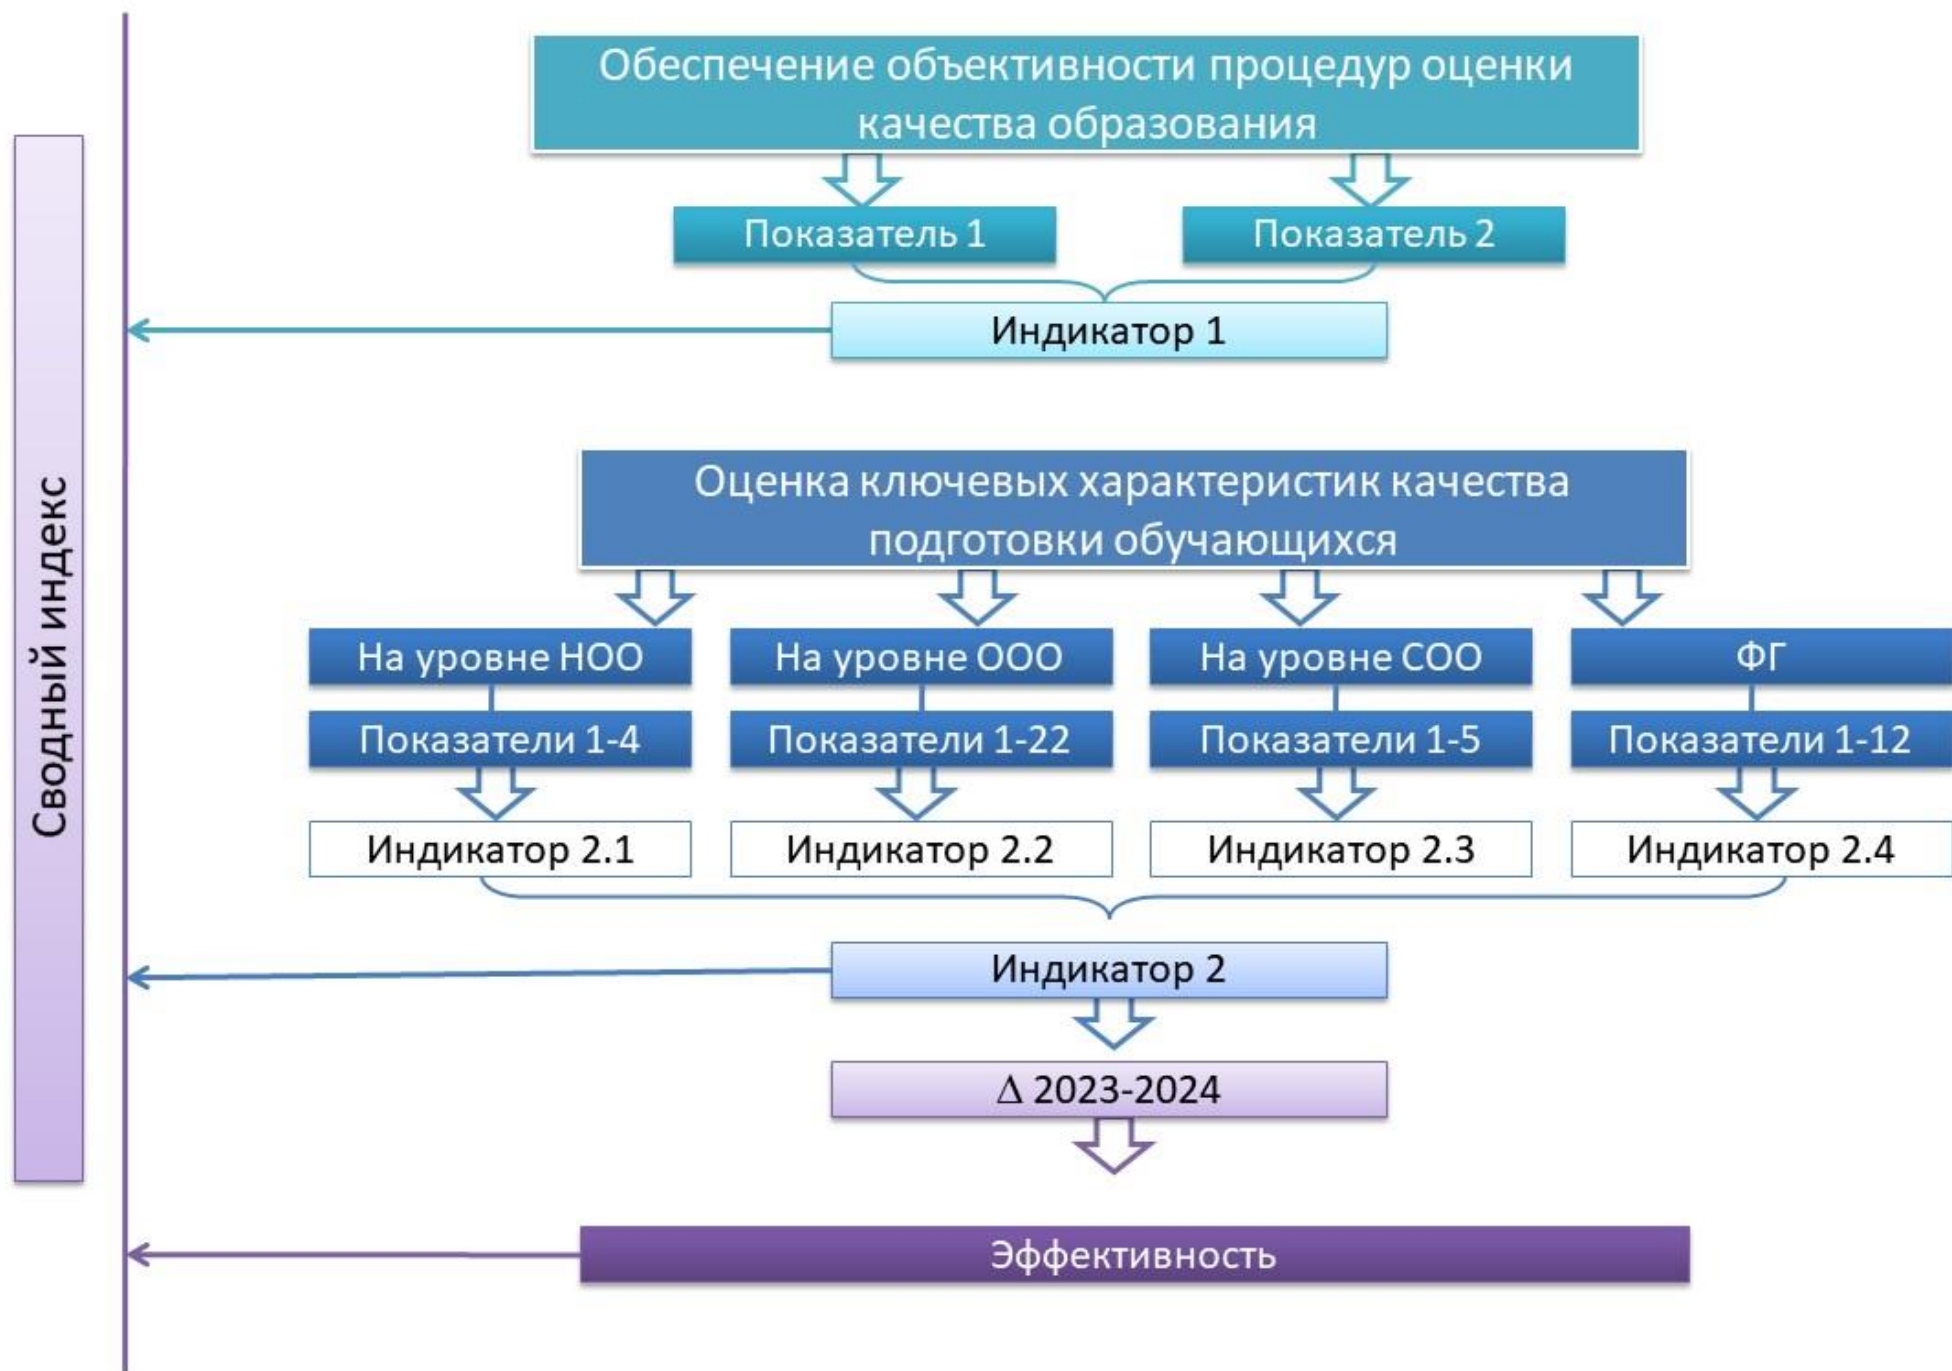 Сводный индекс
Обеспечение объективности процедур оценки
качества образования
Показатель 1
Показатель 2
Индикатор 1
Оценка ключевых характеристик качества
подготовки обучающихся
На уровне НОО
На уровне ООО
На уровне СОО
ФГ
Показатели 1-4
Показатели 1-22
Показатели 1-5
Показатели 1-12
Индикатор 2.1
Индикатор 2.2
Индикатор 2.3
Индикатор 2.4
Индикатор 2
Δ 2023-2024
Эффективность